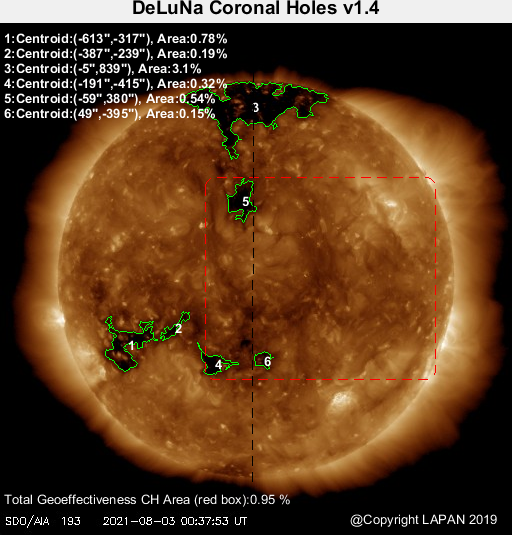 DeLuNa Coronal Holes v1.4
1:Centroid:(-613",-317"), Area:0.78%
2:Centroid:(-387",-239"), Area:0.19%
3:Centroid:(-5",839"), Area:3.1%
4:Centroid:(-191",-415"), Area:0.32%
5:Centroid:(-59",380"), Area:0.54%
6:Centroid:(49",-395"), Area:0.15%
3
5
2
1
4
6
Total Geoeffectiveness CH Area (red box):0.95 %
SDO/AIA 193 2021-08-03 00:37:53 UT
@Copyright LAPAN 2019